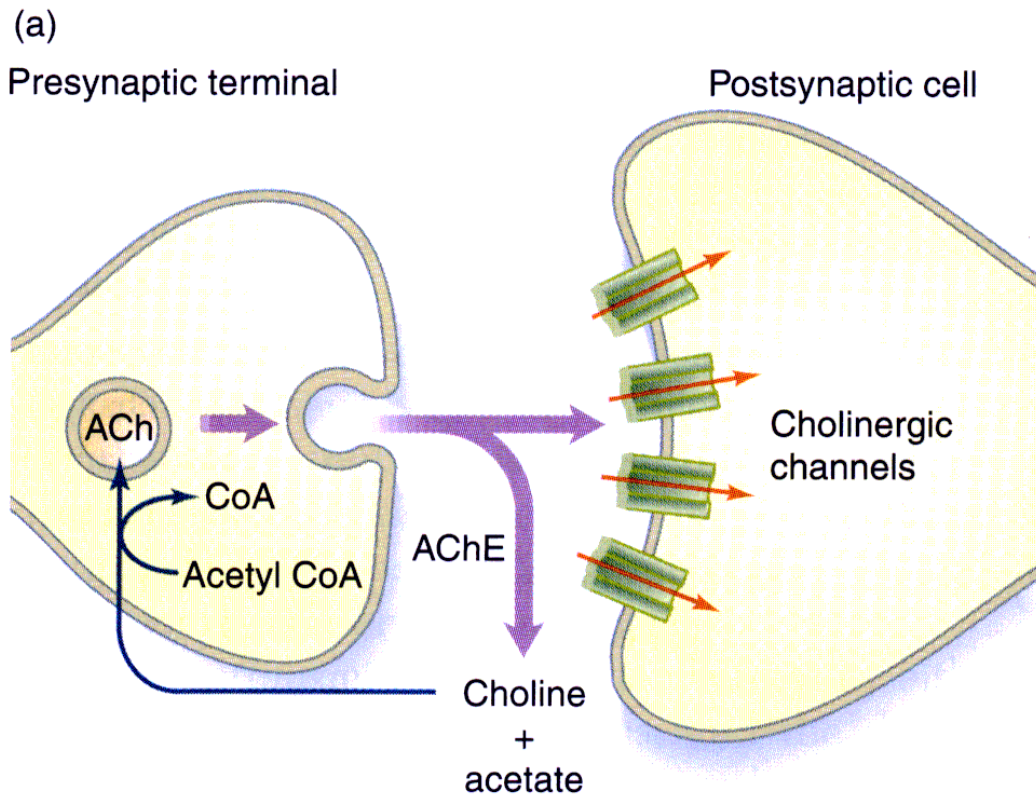 (a)
Presynaptic terminal
Postsynaptic cell
ACh
CoA
Acetyl CoA
AChE
Cholinergic
channels
Choline
+
acetate